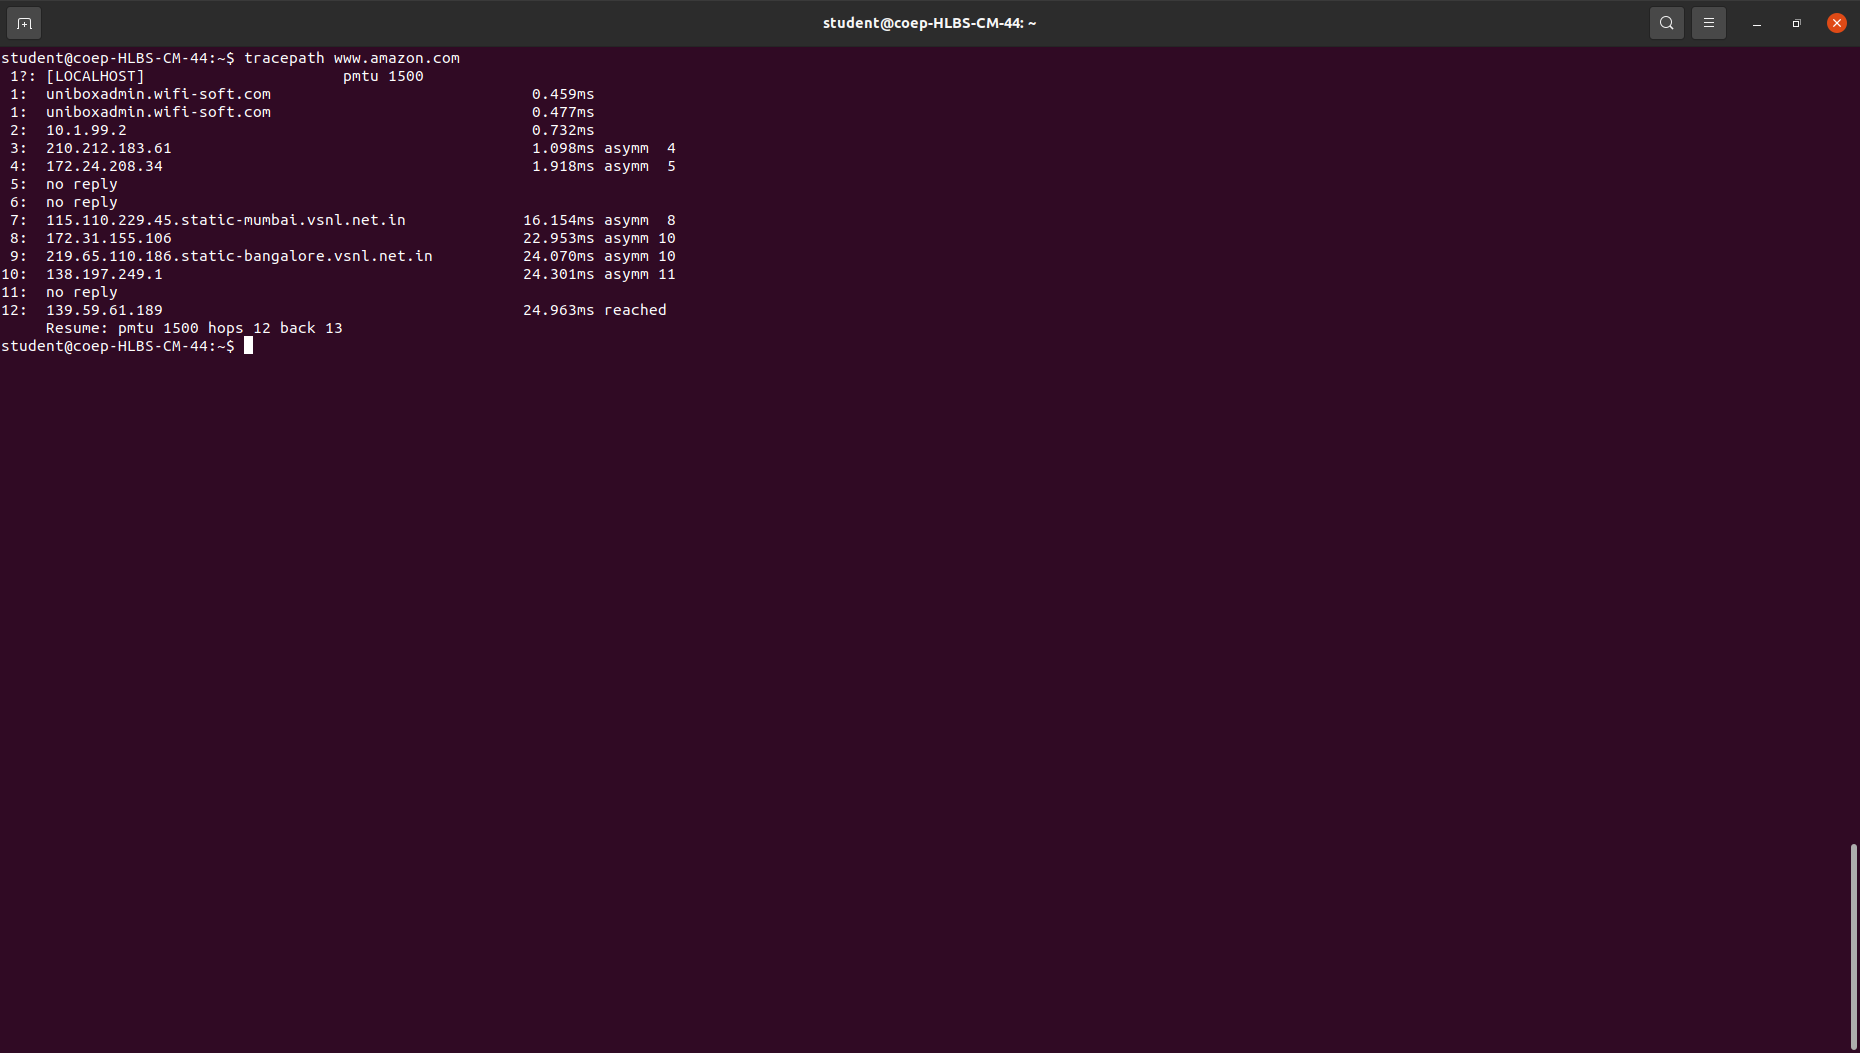 student@coep-HLBS-CM-44: ~
student@coep-HLBS-CM-44:~$ tracepath www.amazon.com
 1?: [LOCALHOST]                      pmtu 1500
 1:  uniboxadmin.wifi-soft.com                             0.459ms
 1:  uniboxadmin.wifi-soft.com                             0.477ms
 2:  10.1.99.2                                             0.732ms
 3:  210.212.183.61                                        1.098ms asymm  4
 4:  172.24.208.34                                         1.918ms asymm  5
 5:  no reply
 6:  no reply
 7:  115.110.229.45.static-mumbai.vsnl.net.in             16.154ms asymm  8
 8:  172.31.155.106                                       22.953ms asymm 10
 9:  219.65.110.186.static-bangalore.vsnl.net.in          24.070ms asymm 10
10:  138.197.249.1                                        24.301ms asymm 11
11:  no reply
12:  139.59.61.189                                        24.963ms reached
     Resume: pmtu 1500 hops 12 back 13
student@coep-HLBS-CM-44:~$